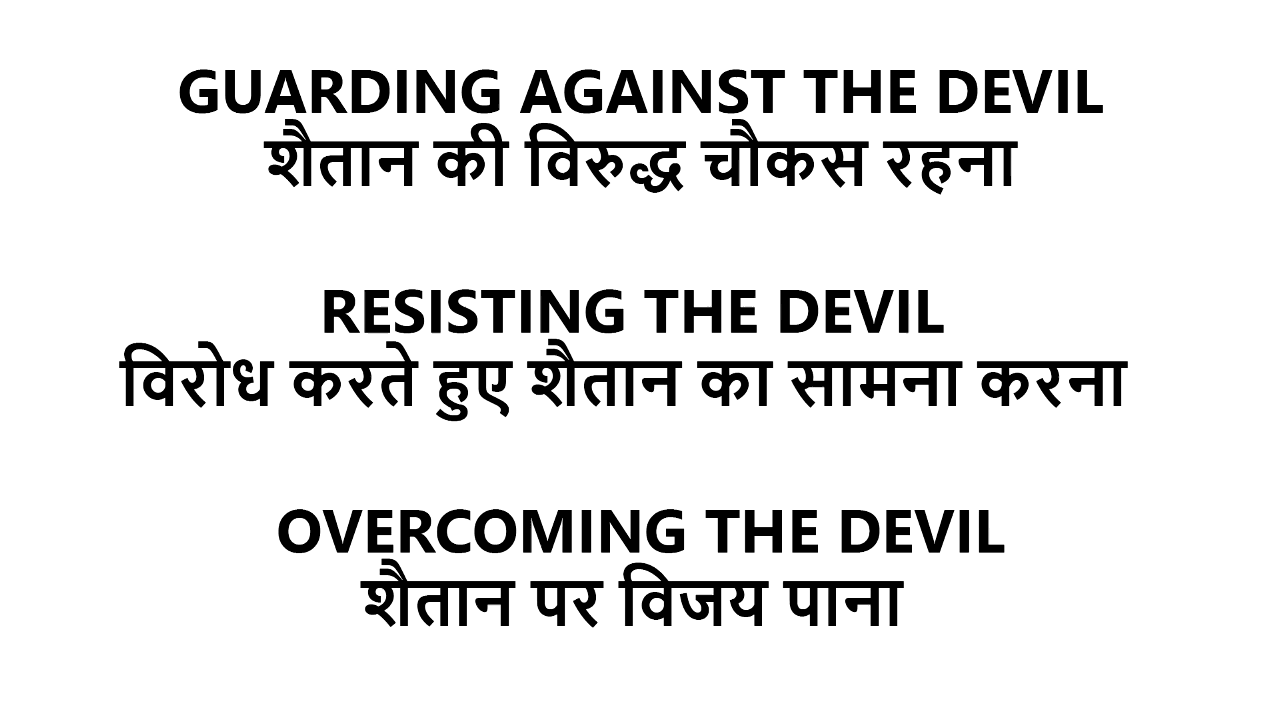 GUARDING AGAINST THE DEVIL
शैतान की विरुद्ध चौकस रहना
RESISTING THE DEVIL
विरोध करते हुए शैतान का सामना करना
OVERCOMING THE DEVIL
शैतान पर विजय पाना